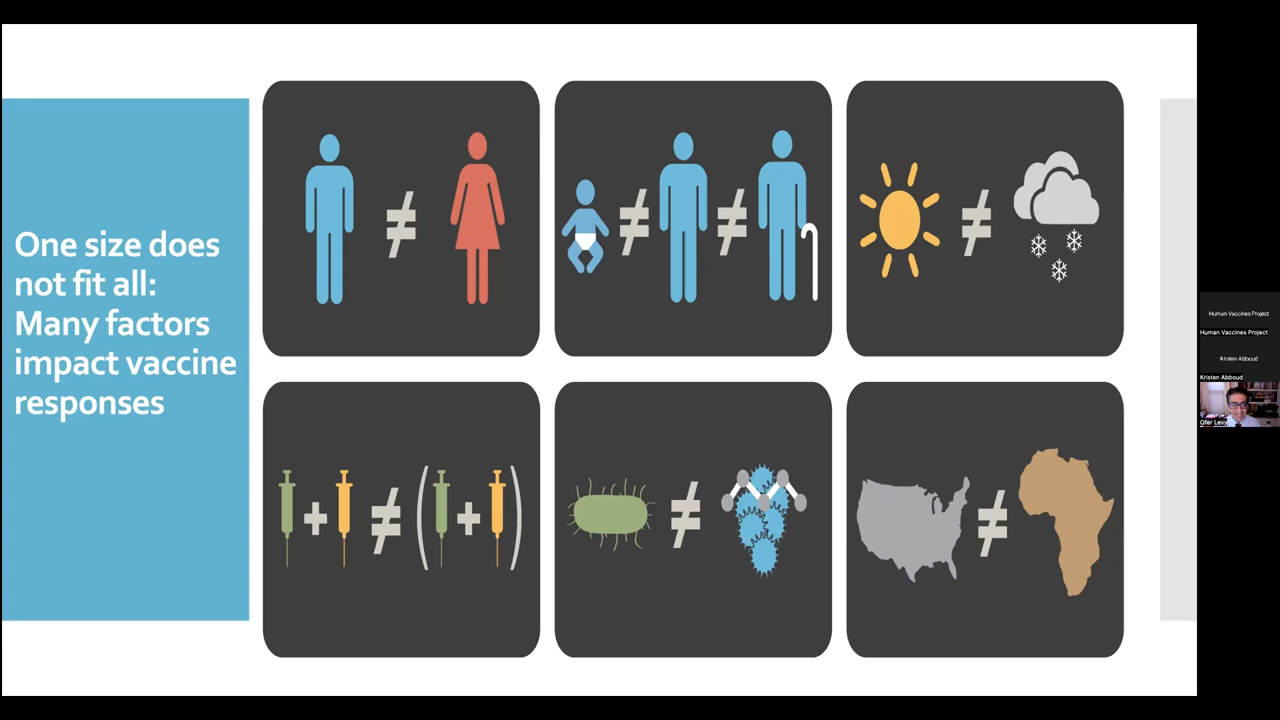 One size does
not fit all:
Many factors
impact vaccine
responses
≠
≠
≠
≠
+
≠
(
+
)
≠
≠
Human Vaccines Project
Human Vaccines Project
Kristen Abboud
Kristen Abboud
Ofer Levy